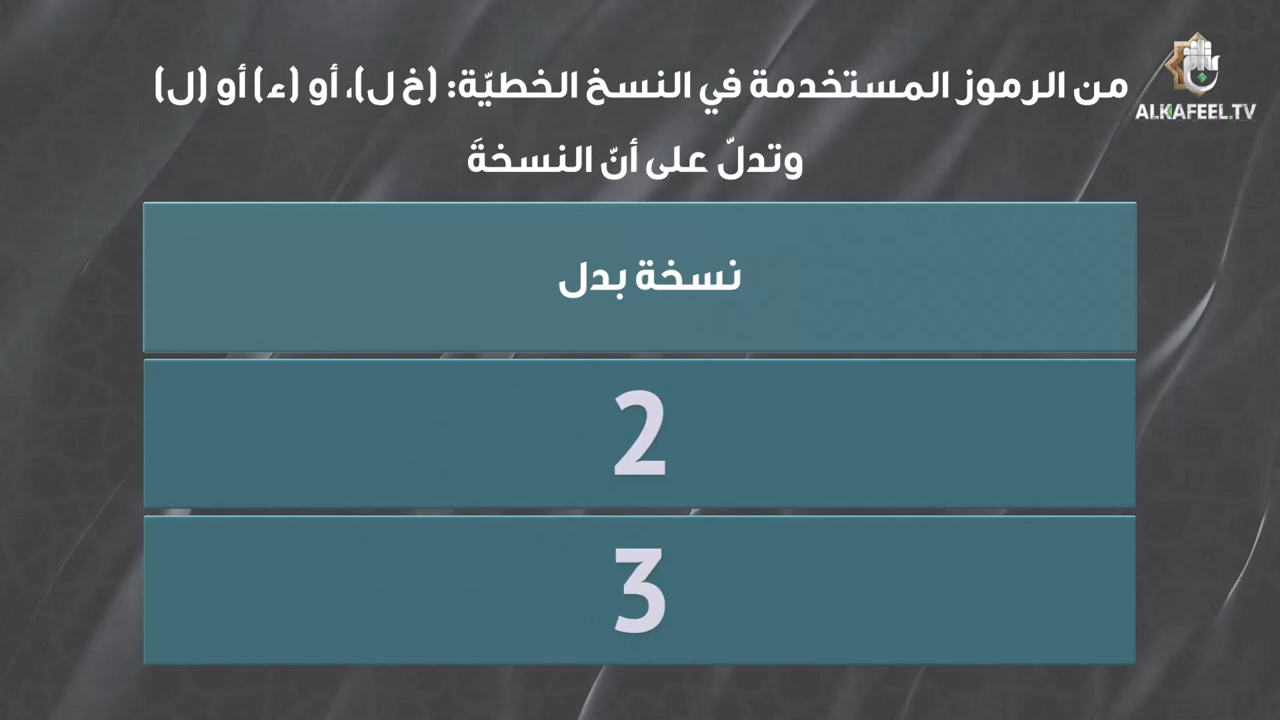 من الرموز المستخدمة في النسخ الخطيّة: (خ ل)، أو (ء) أو (ل)
وتدلّ على أنّ النسخةَ
نسخة بدل
2
3
ALKAFEEL.TV